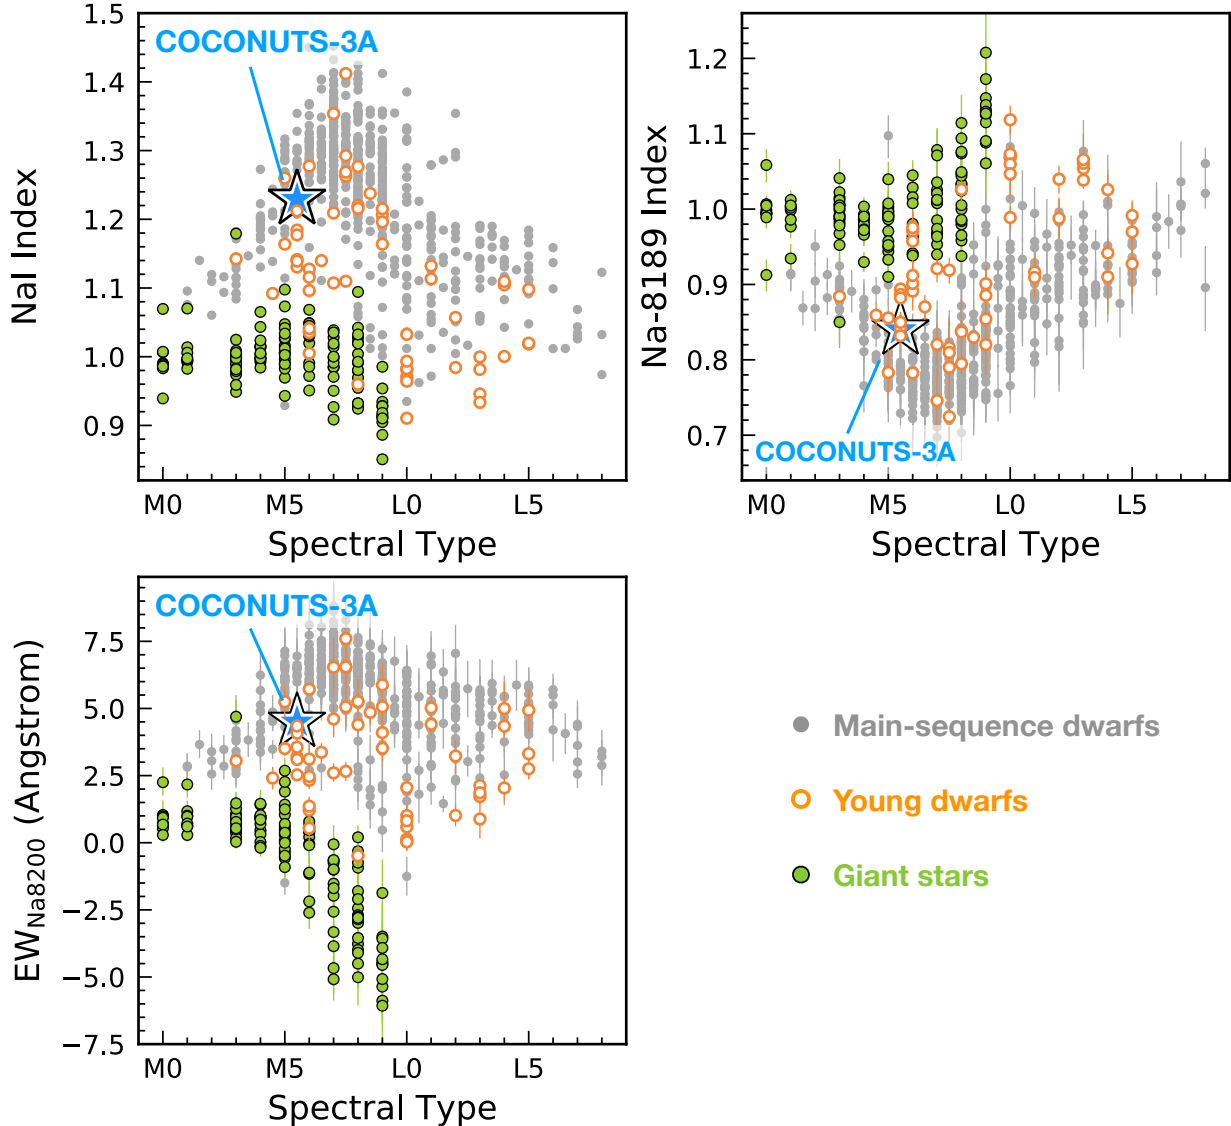 1.5
1.4
1.3
1.2
1.1
1.0
0.9
NaI Index
COCONUTS-3A
M0 M5 L0 L5
Spectral Type
1.2
1.1
1.0
0.9
0.8
0.7
Na-8189 Index
COCONUTS-3A
M0 M5 L0 L5
Spectral Type
7.5
5.0
2.5
0.0
−2.5
−5.0
−7.5
EW_Na8200 (Angstrom)
COCONUTS-3A
M0 M5 L0 L5
Spectral Type
Main-sequence dwarfs
Young dwarfs
Giant stars